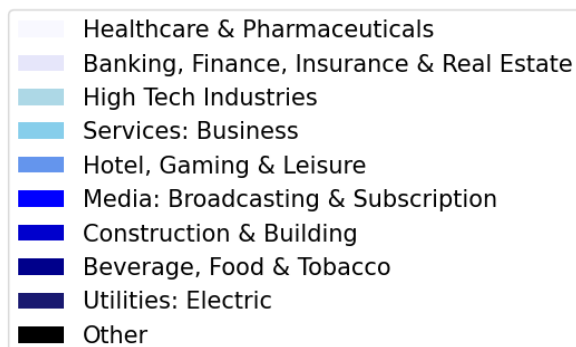 Healthcare & Pharmaceuticals
Banking, Finance, Insurance & Real Estate
High Tech Industries
Services: Business
Hotel, Gaming & Leisure
Media: Broadcasting & Subscription
Construction & Building
Beverage, Food & Tobacco
Utilities: Electric
Other